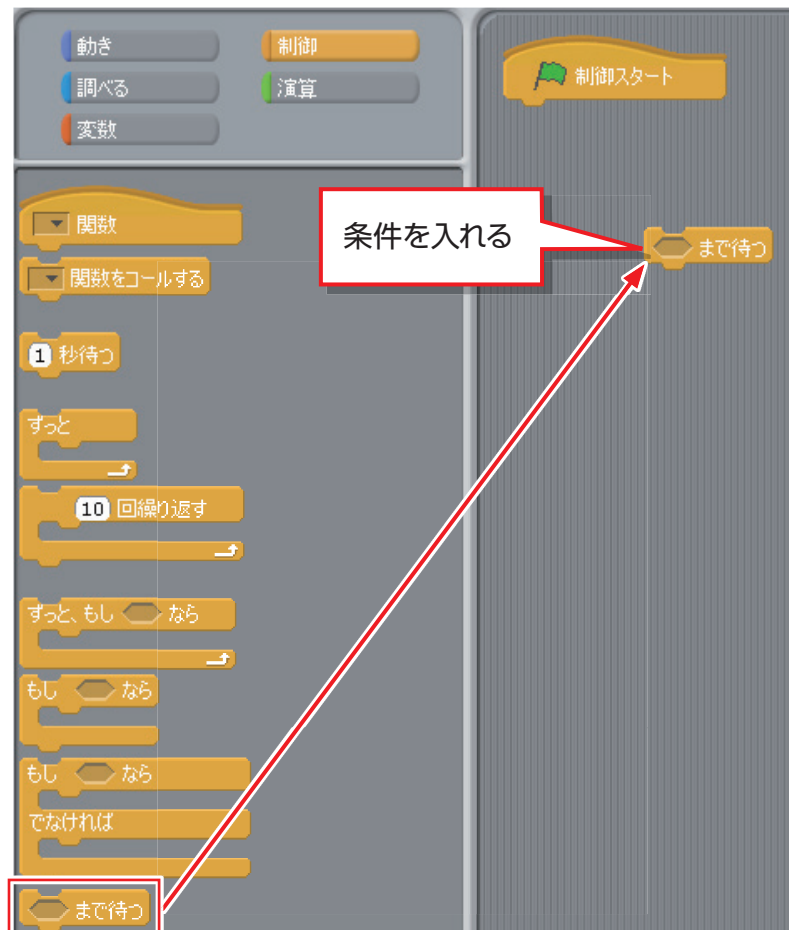 動き
制御
調べる
演算
変数
制御スタート
関数
関数をコールする
1 秒待つ
ずっと
10 回繰り返す
ずっと、もし なら
もし なら
もし なら
でなければ
まで待つ
条件を入れる
まで待つ